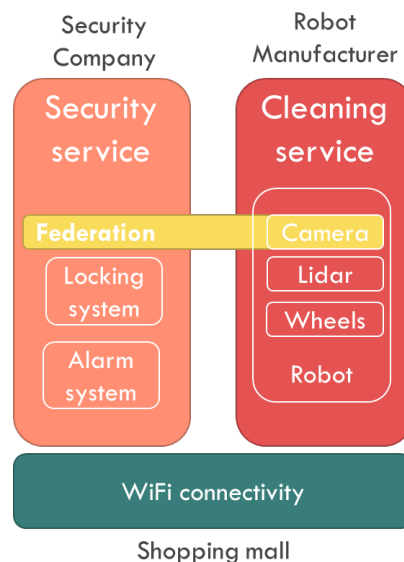 Security
Company
Robot
Manufacturer
Security
service
Cleaning
service
Federation
Camera
Locking
system
Lidar
Wheels
Alarm
system
Robot
WiFi connectivity
Shopping mall